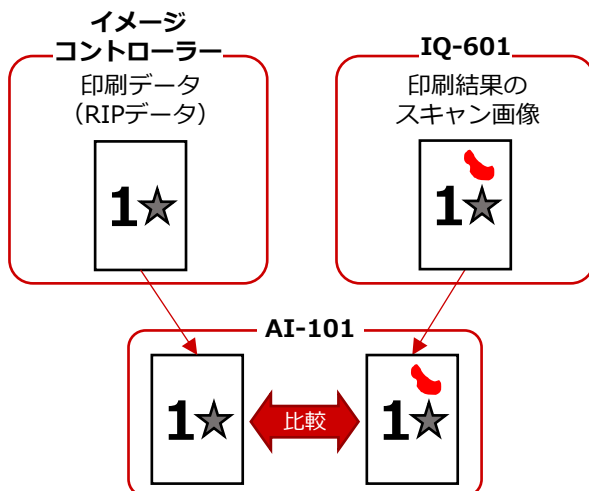 イメージ
コントローラー
印刷データ
(RIPデータ)
1
IQ-601
印刷結果の
スキャン画像
1
AI-101
1
比較
1